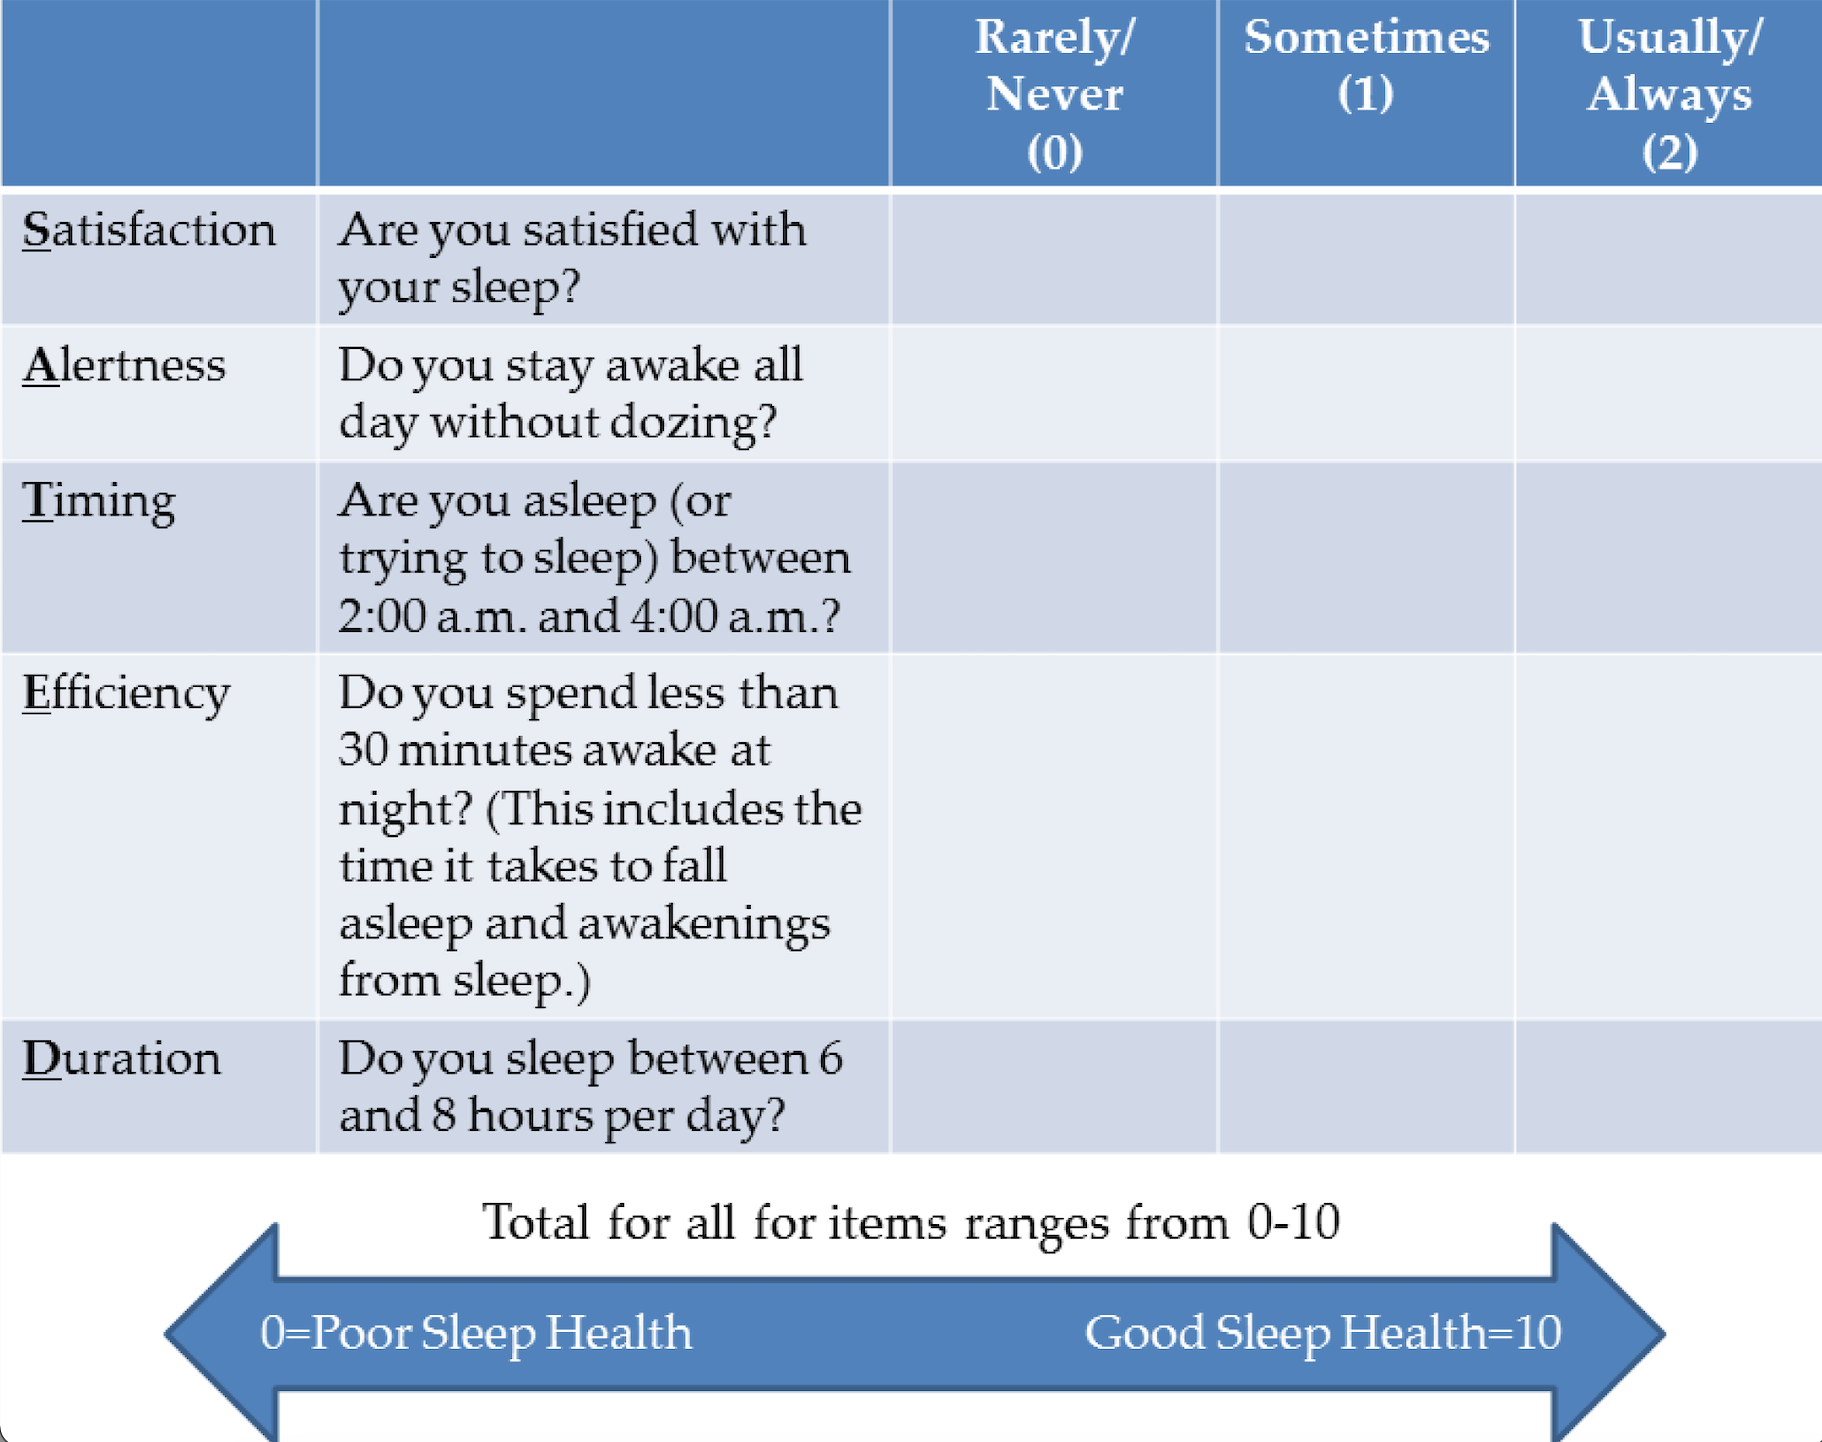 Rarely/
Never
(0)
Sometimes
(1)
Usually/
Always
(2)
Satisfaction
Are you satisfied with
your sleep?
Alertness
Do you stay awake all
day without dozing?
Timing
Are you asleep (or
trying to sleep) between
2:00 a.m. and 4:00 a.m.?
Efficiency
Do you spend less than
30 minutes awake at
night? (This includes the
time it takes to fall
asleep and awakenings
from sleep.)
Duration
Do you sleep between 6
and 8 hours per day?
Total for all for items ranges from 0-10
0=Poor Sleep Health
Good Sleep Health=10